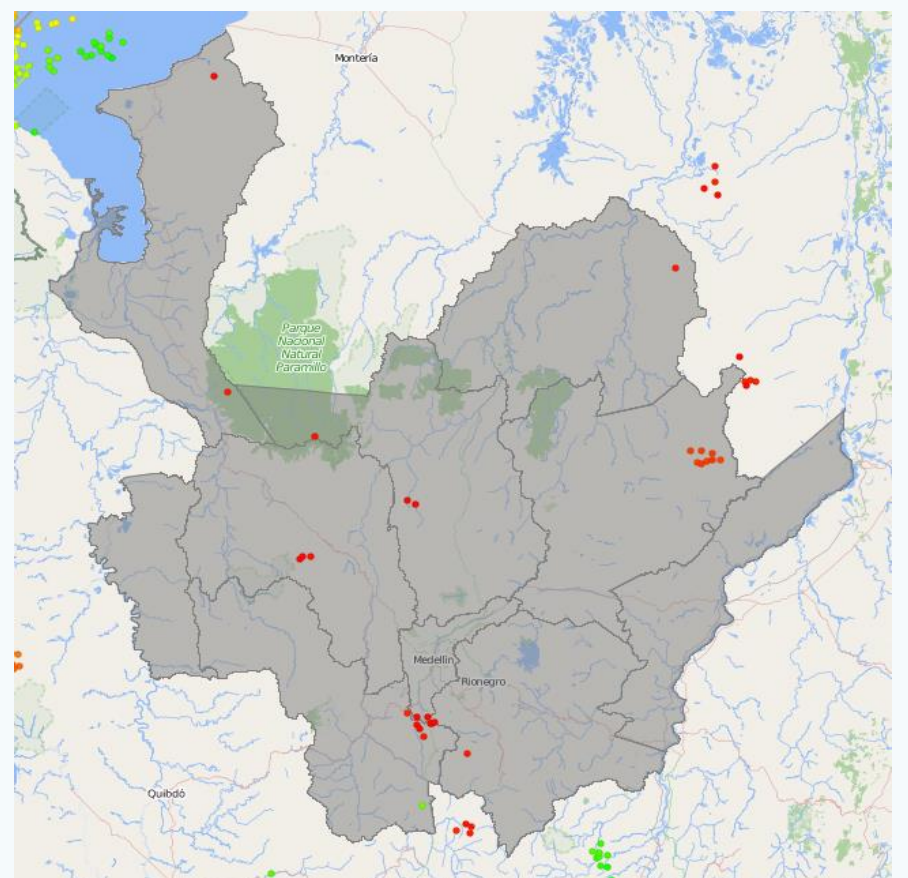 Montería
Parque
Nacional
Natural
Paramillo
Medellín
Rionegro
Quibdó